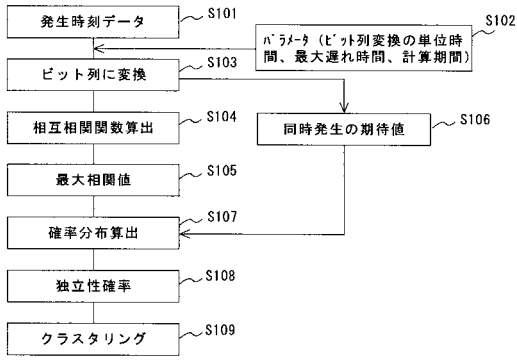 発生時刻データ
S101
パラメータ(ビット列変換の単位時
間、最大遅れ時間、計算期間)
S102
ビット列に変換
S103
相互相関関数算出
S104
同時発生の期待値
S106
最大相関値
S105
確率分布算出
S107
独立性確率
S108
クラスタリング
S109